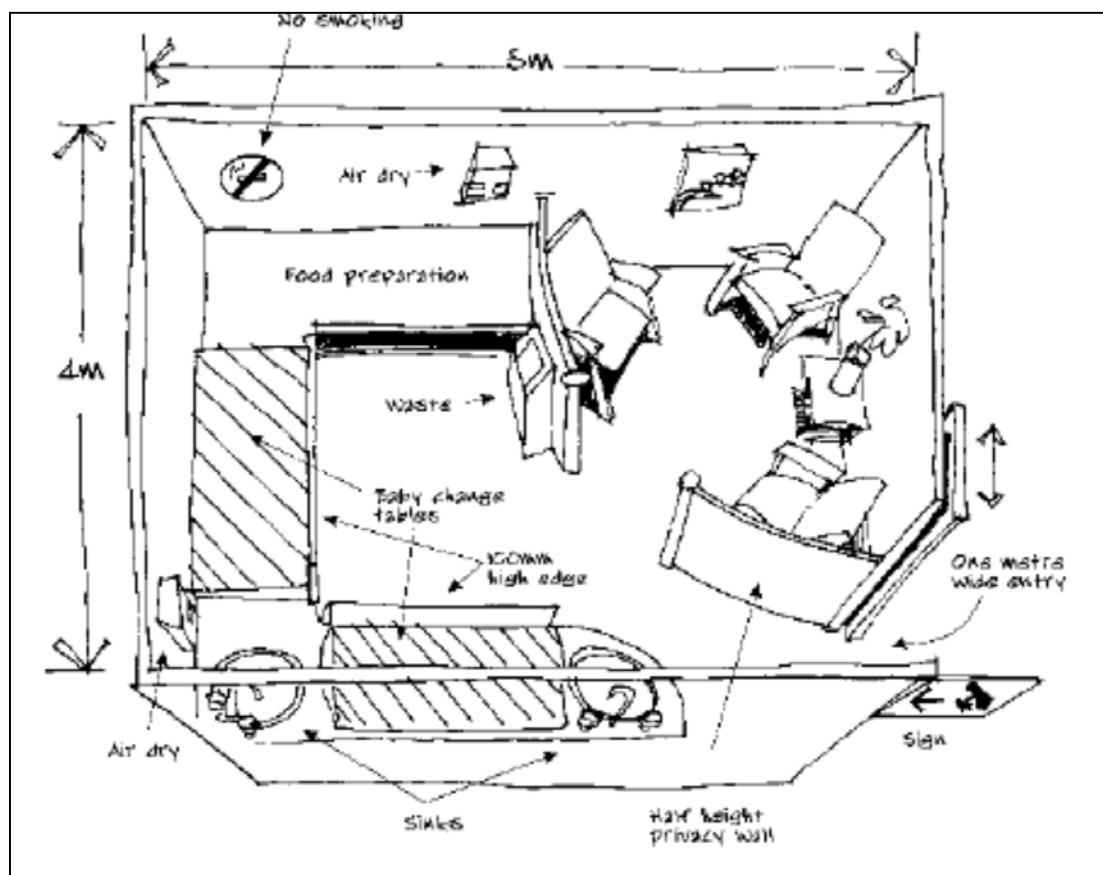 No smoking
5m
Air dry
Food preparation
4m
Waste
Baby change
tables
100mm
high edge
One metre
wide entry
Air dry
Sign
Sinks
Half height
privacy wall